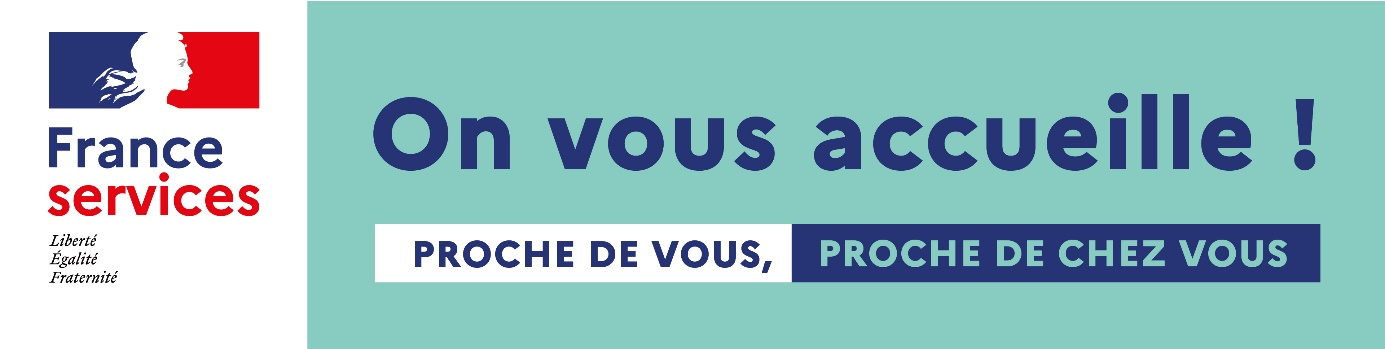 France
services
Liberté
Égalité
Fraternité
On vous accueille !
PROCHE DE VOUS, PROCHE DE CHEZ VOUS